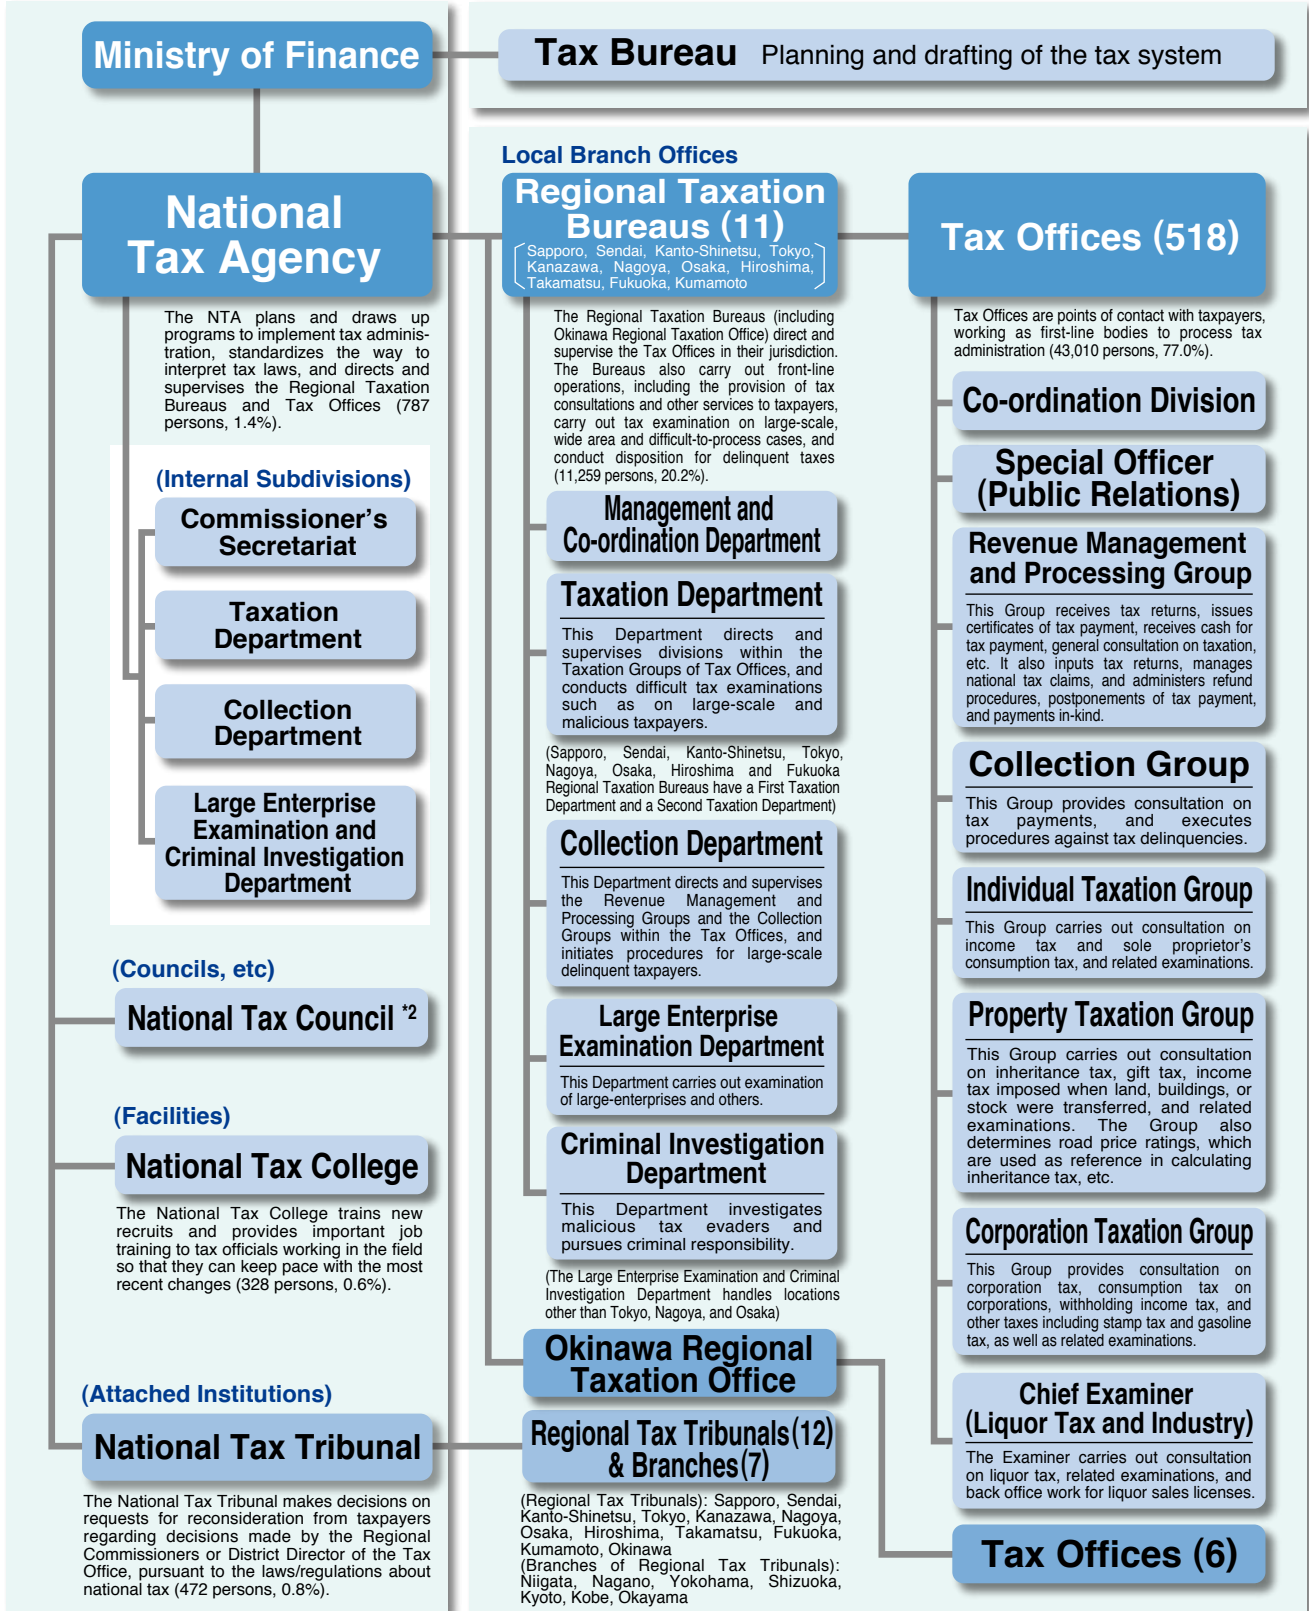 Ministry of Finance
Tax Bureau Planning and drafting of the tax system
National
Tax Agency
The NTA plans and draws up
programs to implement tax adminis-
tration, standardizes the way to
interpret tax laws, and directs and
supervises the Regional Taxation
Bureaus and Tax Offices (787
persons, 1.4%).
(Internal Subdivisions)
Commissioner's
Secretariat
Taxation
Department
Collection
Department
Large Enterprise
Examination and
Criminal Investigation
Department
(Councils, etc)
National Tax Council *2
(Facilities)
National Tax College
The National Tax College trains new
recruits and provides important job
training to tax officials working in the field
so that they can keep pace with the most
recent changes (328 persons, 0.6%).
(Attached Institutions)
National Tax Tribunal
The National Tax Tribunal makes decisions on
requests for reconsideration from taxpayers
regarding decisions made by the Regional
Commissioners or District Director of the Tax
Office, pursuant to the laws/regulations about
national tax (472 persons, 0.8%).
Local Branch Offices
Regional Taxation
Bureaus (11)
Sapporo, Sendai, Kanto-Shinetsu, Tokyo,
Kanazawa, Nagoya, Osaka, Hiroshima,
Takamatsu, Fukuoka, Kumamoto
The Regional Taxation Bureaus (including
Okinawa Regional Taxation Office) direct and
supervise the Tax Offices in their jurisdiction.
The Bureaus also carry out front-line
operations, including the provision of tax
consultations and other services to taxpayers,
carry out tax examination on large-scale,
wide area and difficult-to-process cases, and
conduct disposition for delinquent taxes
(11,259 persons, 20.2%).
Management and
Co-ordination Department
Taxation Department
This Department directs and
supervises divisions within the
Taxation Groups of Tax Offices, and
conducts difficult tax examinations
such as on large-scale and
malicious taxpayers.
(Sapporo, Sendai, Kanto-Shinetsu, Tokyo,
Nagoya, Osaka, Hiroshima and Fukuoka
Regional Taxation Bureaus have a First Taxation
Department and a Second Taxation Department)
Collection Department
This Department directs and supervises
the Revenue Management and
Processing Groups and the Collection
Groups within the Tax Offices, and
initiates procedures for large-scale
delinquent taxpayers.
Large Enterprise
Examination Department
This Department carries out examination
of large-enterprises and others.
Criminal Investigation
Department
This Department investigates
malicious tax evaders and
pursues criminal responsibility.
(The Large Enterprise Examination and Criminal
Investigation Department handles locations
other than Tokyo, Nagoya, and Osaka)
Okinawa Regional
Taxation Office
Regional Tax Tribunals (12)
& Branches (7)
(Regional Tax Tribunals): Sapporo, Sendai,
Kanto-Shinetsu, Tokyo, Kanazawa, Nagoya,
Osaka, Hiroshima, Takamatsu, Fukuoka,
Kumamoto, Okinawa
(Branches of Regional Tax Tribunals):
Niigata, Nagano, Yokohama, Shizuoka,
Kyoto, Kobe, Okayama
Tax Offices (518)
Tax Offices are points of contact with taxpayers,
working as first-line bodies to process tax
administration (43,010 persons, 77.0%).
Co-ordination Division
Special Officer
(Public Relations)
Revenue Management
and Processing Group
This Group receives tax returns, issues
certificates of tax payment, receives cash for
tax payment, general consultation on taxation,
etc. It also inputs tax returns, manages
national tax claims, and administers refund
procedures, postponements of tax payment,
and payments in-kind.
Collection Group
This Group provides consultation on
tax payments, and executes
procedures against tax delinquencies.
Individual Taxation Group
This Group carries out consultation on
income tax and sole proprietor's
consumption tax, and related examinations.
Property Taxation Group
This Group carries out consultation
on inheritance tax, gift tax, income
tax imposed when land, buildings, or
stock were transferred, and related
examinations. The Group also
determines road price ratings, which
are used as reference in calculating
inheritance tax, etc.
Corporation Taxation Group
This Group provides consultation on
corporation tax, consumption tax on
corporations, withholding income tax, and
other taxes including stamp tax and gasoline
tax, as well as related examinations.
Chief Examiner
(Liquor Tax and Industry)
The Examiner carries out consultation
on liquor tax, related examinations, and
back office work for liquor sales licenses.
Tax Offices (6)